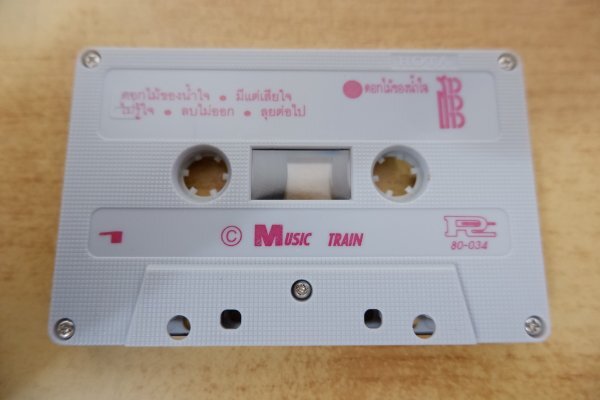 ดอกไม้ของน้ำใจ • มีแต่เสียใจ
ไม่รู้ใจ • ลบไม่ออก • ลุยต่อไป
ดอกไม้ของน้ำใจ
© MUSIC TRAIN
80-034